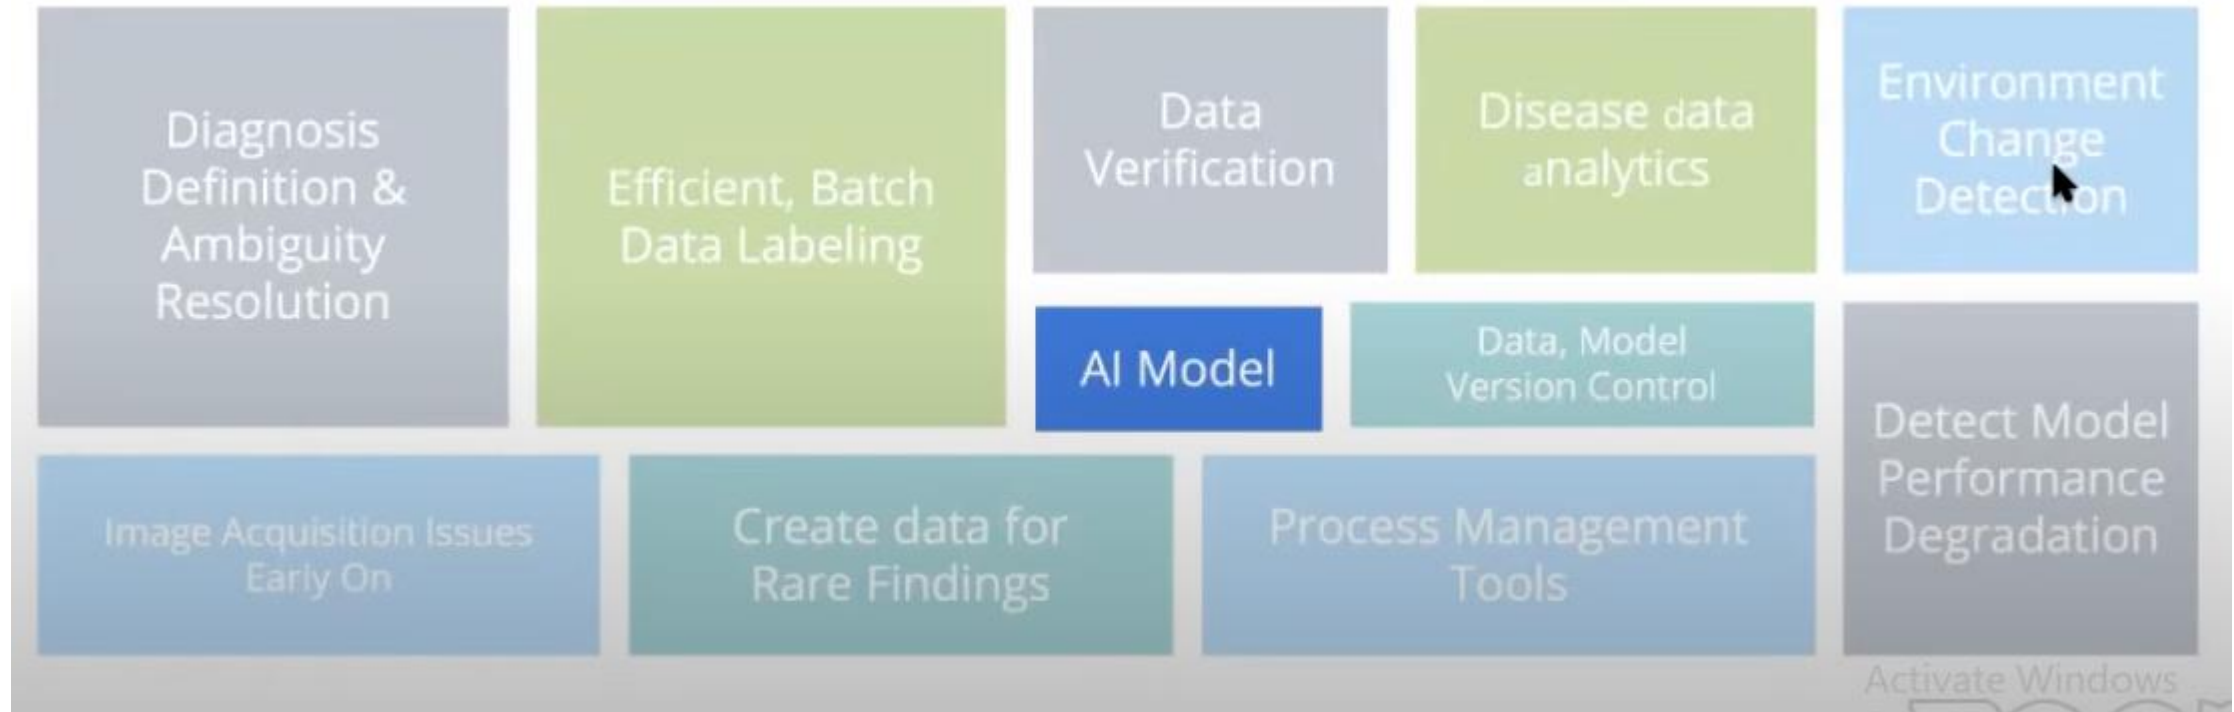 Diagnosis
Definition &
Ambiguity
Resolution
Efficient, Batch
Data Labeling
Data
Verification
Disease data
analytics
Environment
Change
Detection
AI Model
Data, Model
Version Control
Detect Model
Performance
Degradation
Image Acquisition Issues
Early On
Create data for
Rare Findings
Process Management
Tools
Activate Windows